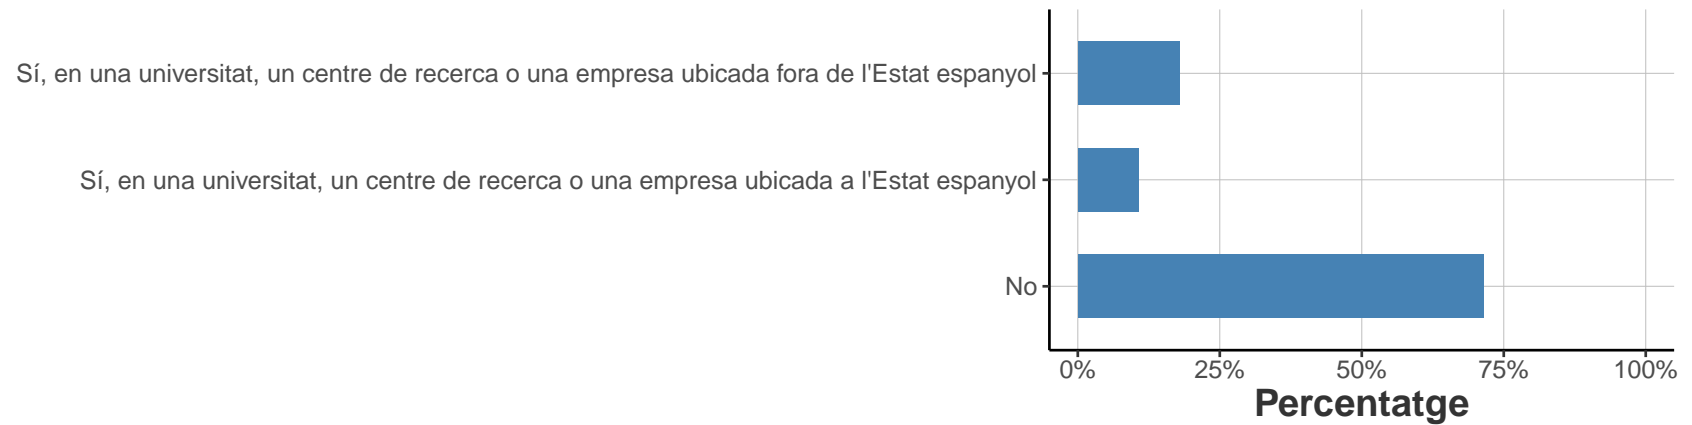 Sí, en una universitat, un centre de recerca o una empresa ubicada fora de l'Estat espanyol
Sí, en una universitat, un centre de recerca o una empresa ubicada a l'Estat espanyol
No
0% 25% 50% 75% 100%
Percentatge